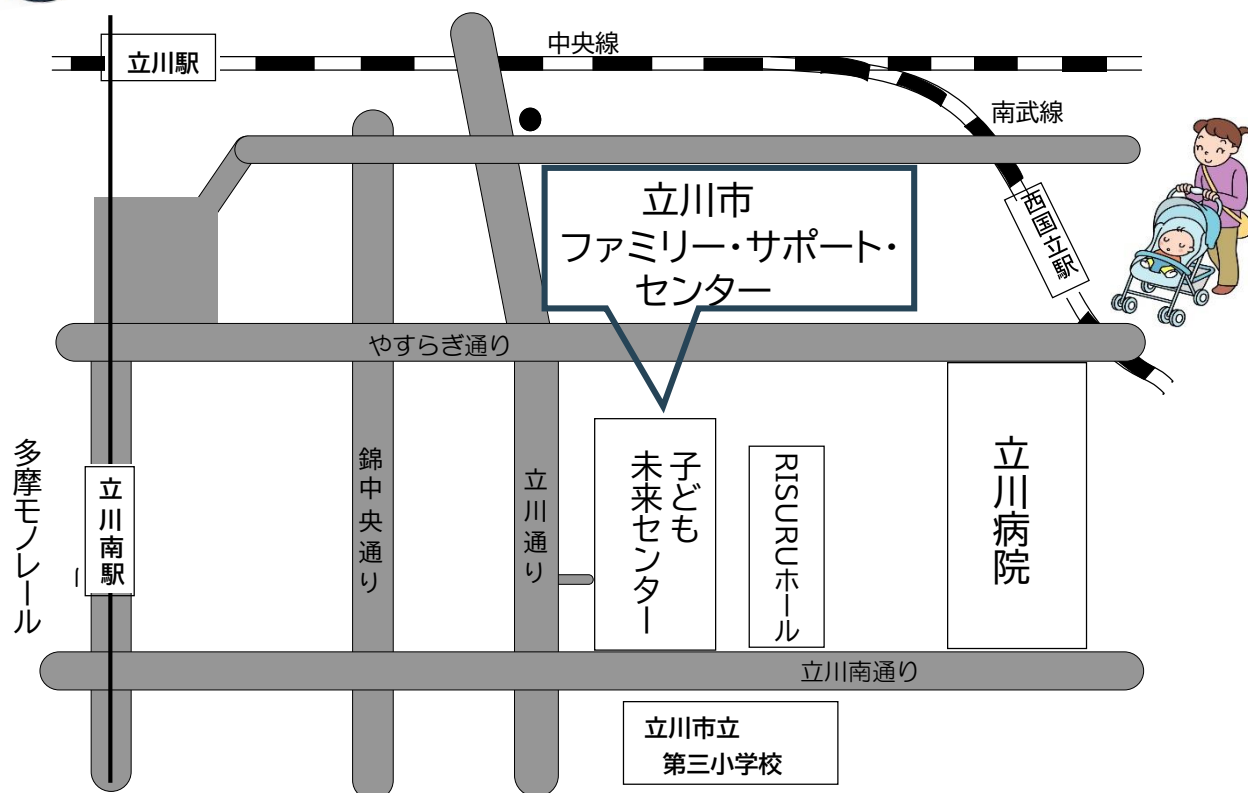 中央線
立川駅
南武線
西国立駅
立川市
ファミリー・サポート・
センター
やすらぎ通り
多摩モノレール
立川南駅
錦中央通り
立川通り
子ども
未来センター
RISURUホール
立川病院
立川南通り
立川市立
第三小学校